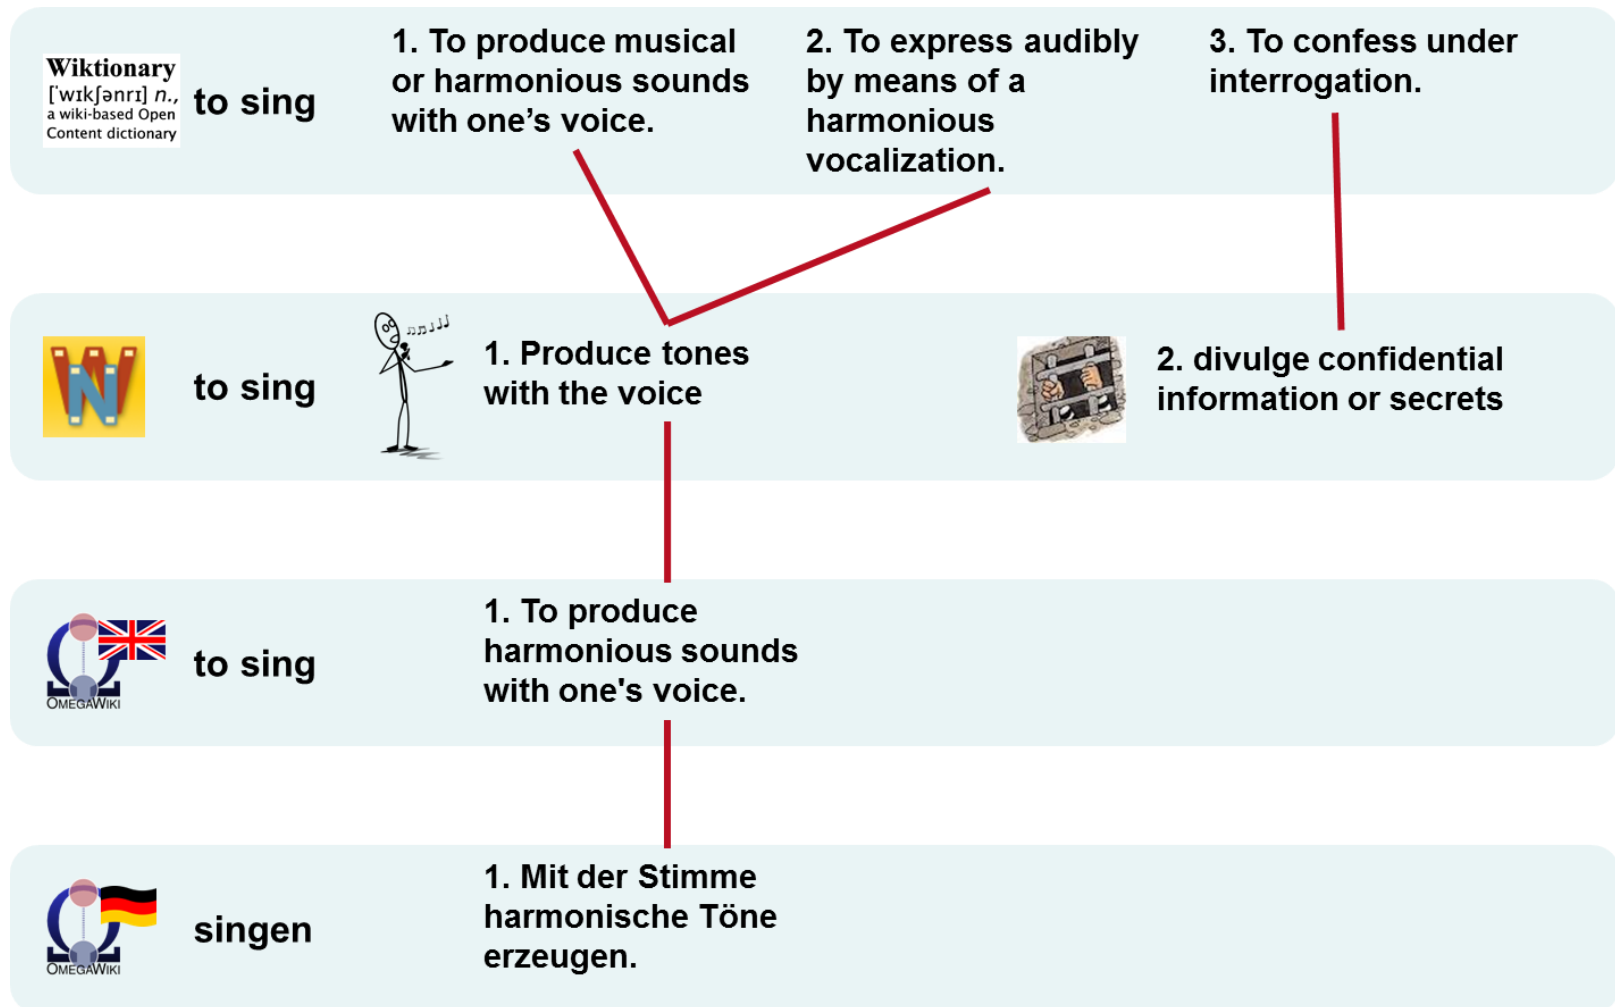 Wiktionary
['wɪkʃənrɪ] n.,
a wiki-based Open
Content dictionary
to sing
1. To produce musical
or harmonious sounds
with one’s voice.
2. To express audibly
by means of a
harmonious
vocalization.
3. To confess under
interrogation.
WN
to sing
1. Produce tones
with the voice
2. divulge confidential
information or secrets
OmegaWiki
to sing
1. To produce
harmonious sounds
with one's voice.
OmegaWiki
singen
1. Mit der Stimme
harmonische Töne
erzeugen.